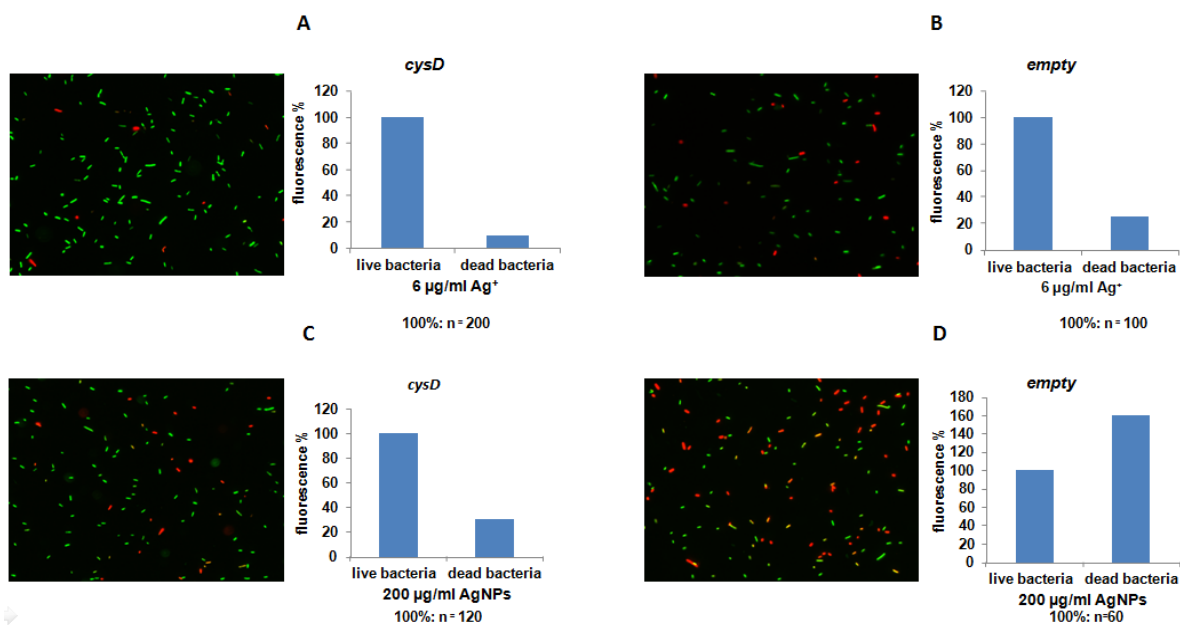 A
cysD
fluorescence %
120
100
80
60
40
20
0
live bacteria dead bacteria
6 µg/ml Ag⁺
100%: n = 200
B
empty
fluorescence %
120
100
80
60
40
20
0
live bacteria dead bacteria
6 µg/ml Ag⁺
100%: n = 100
C
cysD
fluorescence %
120
100
80
60
40
20
0
live bacteria dead bacteria
200 µg/ml AgNPs
100%: n = 120
D
empty
fluorescence %
180
160
140
120
100
80
60
40
20
0
live bacteria dead bacteria
200 µg/ml AgNPs
100%: n=60